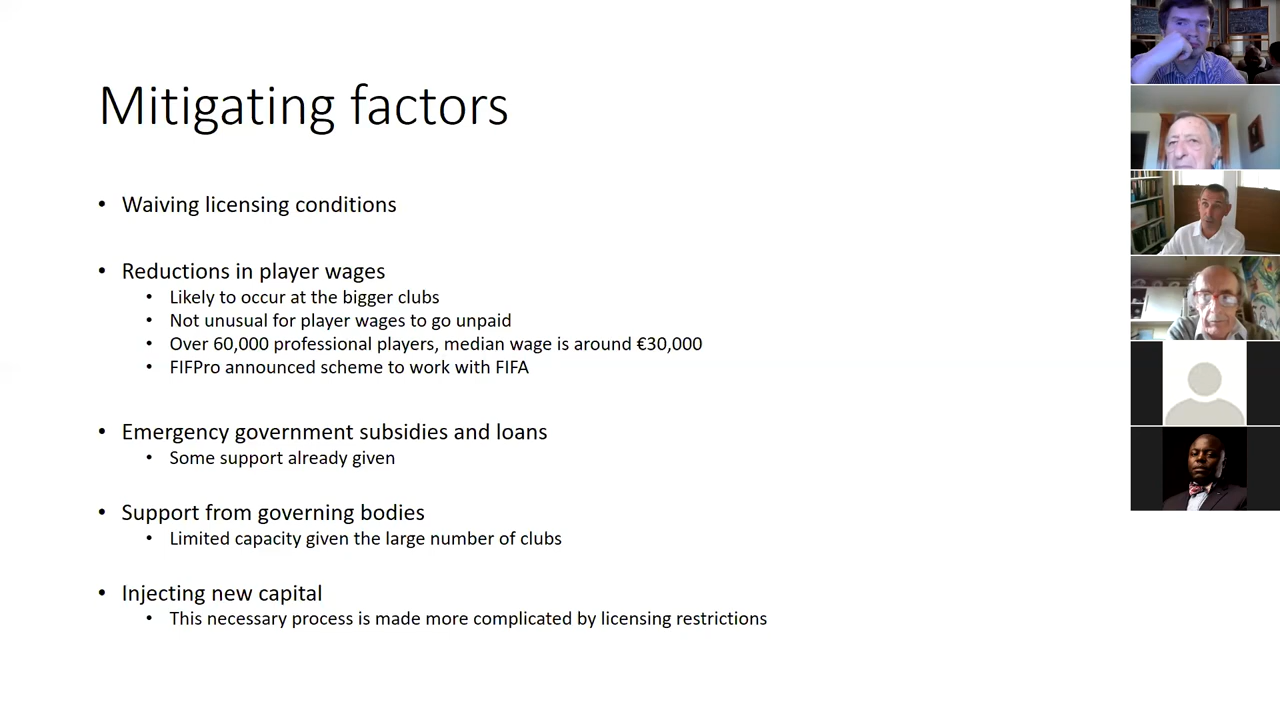 Mitigating factors
• Waiving licensing conditions
• Reductions in player wages
• Likely to occur at the bigger clubs
• Not unusual for player wages to go unpaid
• Over 60,000 professional players, median wage is around €30,000
• FIFPro announced scheme to work with FIFA
• Emergency government subsidies and loans
• Some support already given
• Support from governing bodies
• Limited capacity given the large number of clubs
• Injecting new capital
• This necessary process is made more complicated by licensing restrictions